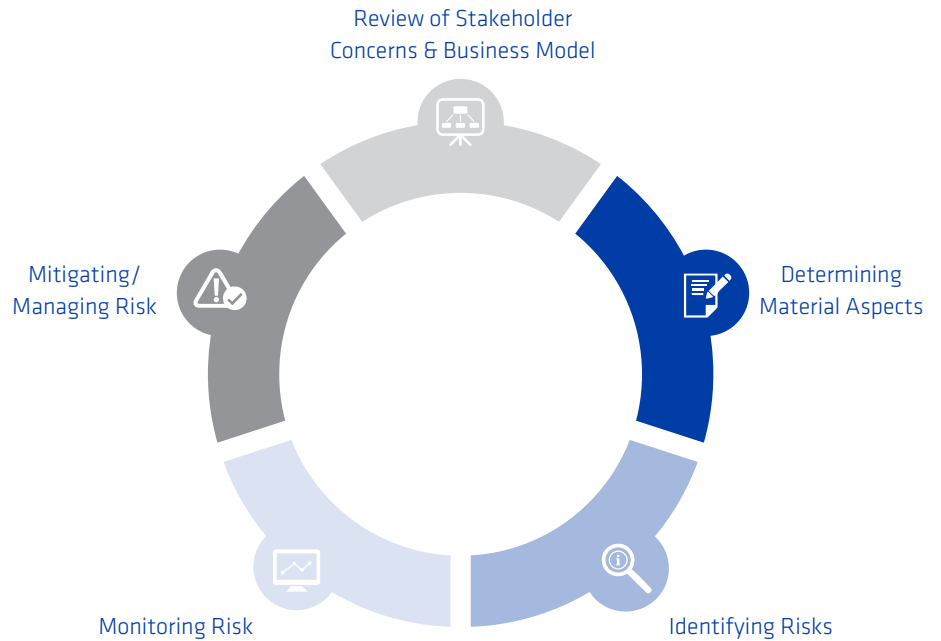 Review of Stakeholder
Concerns & Business Model
Determining
Material Aspects
Identifying Risks
Monitoring Risk
Mitigating/
Managing Risk